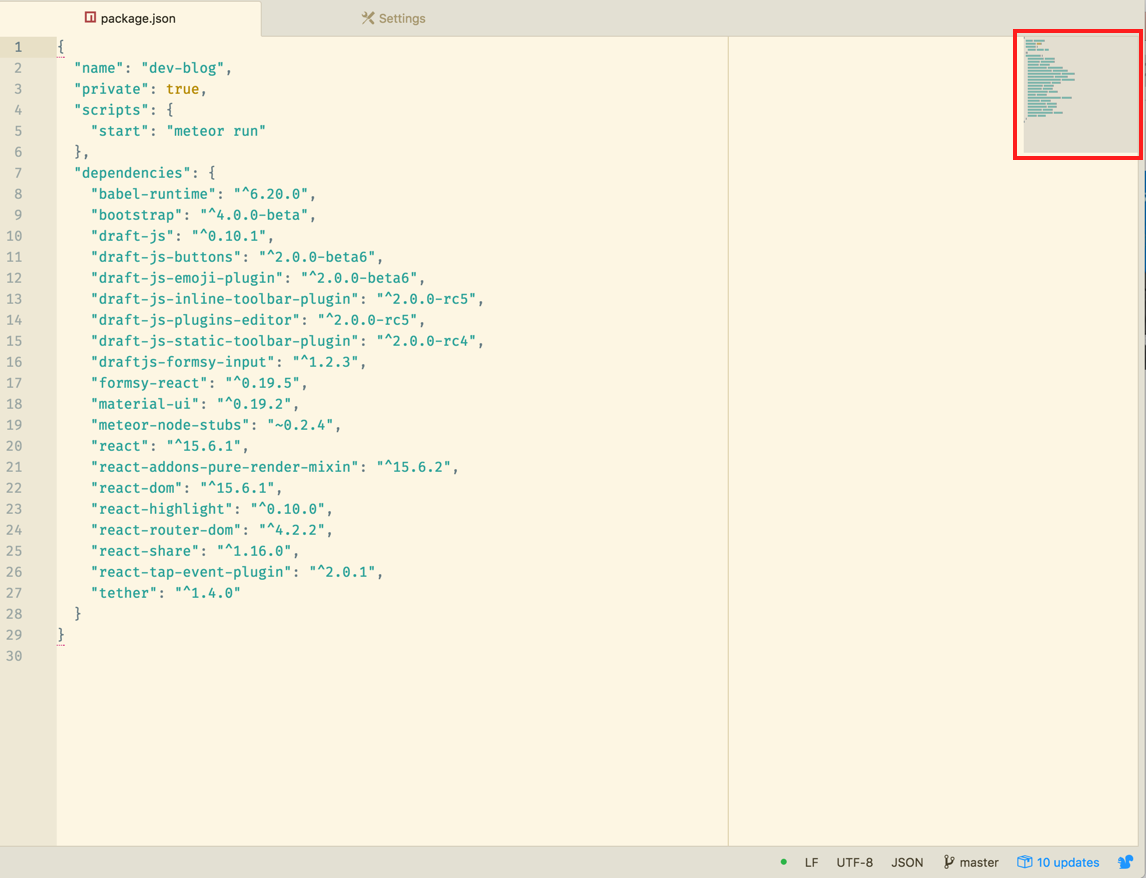 package.json
Settings
1 {
2 "name": "dev-blog",
3 "private": true,
4 "scripts": {
5 "start": "meteor run"
6 },
7 "dependencies": {
8 "babel-runtime": "^6.20.0",
9 "bootstrap": "^4.0.0-beta",
10 "draft-js": "^0.10.1",
11 "draft-js-buttons": "^2.0.0-beta6",
12 "draft-js-emoji-plugin": "^2.0.0-beta6",
13 "draft-js-inline-toolbar-plugin": "^2.0.0-rc5",
14 "draft-js-plugins-editor": "^2.0.0-rc5",
15 "draft-js-static-toolbar-plugin": "^2.0.0-rc4",
16 "draftjs-formsy-input": "^1.2.3",
17 "formsy-react": "^0.19.5",
18 "material-ui": "^0.19.2",
19 "meteor-node-stubs": "~0.2.4",
20 "react": "^15.6.1",
21 "react-addons-pure-render-mixin": "^15.6.2",
22 "react-dom": "^15.6.1",
23 "react-highlight": "^0.10.0",
24 "react-router-dom": "^4.2.2",
25 "react-share": "^1.16.0",
26 "react-tap-event-plugin": "^2.0.1",
27 "tether": "^1.4.0"
28 }
29 }
30
LF UTF-8 JSON master 10 updates